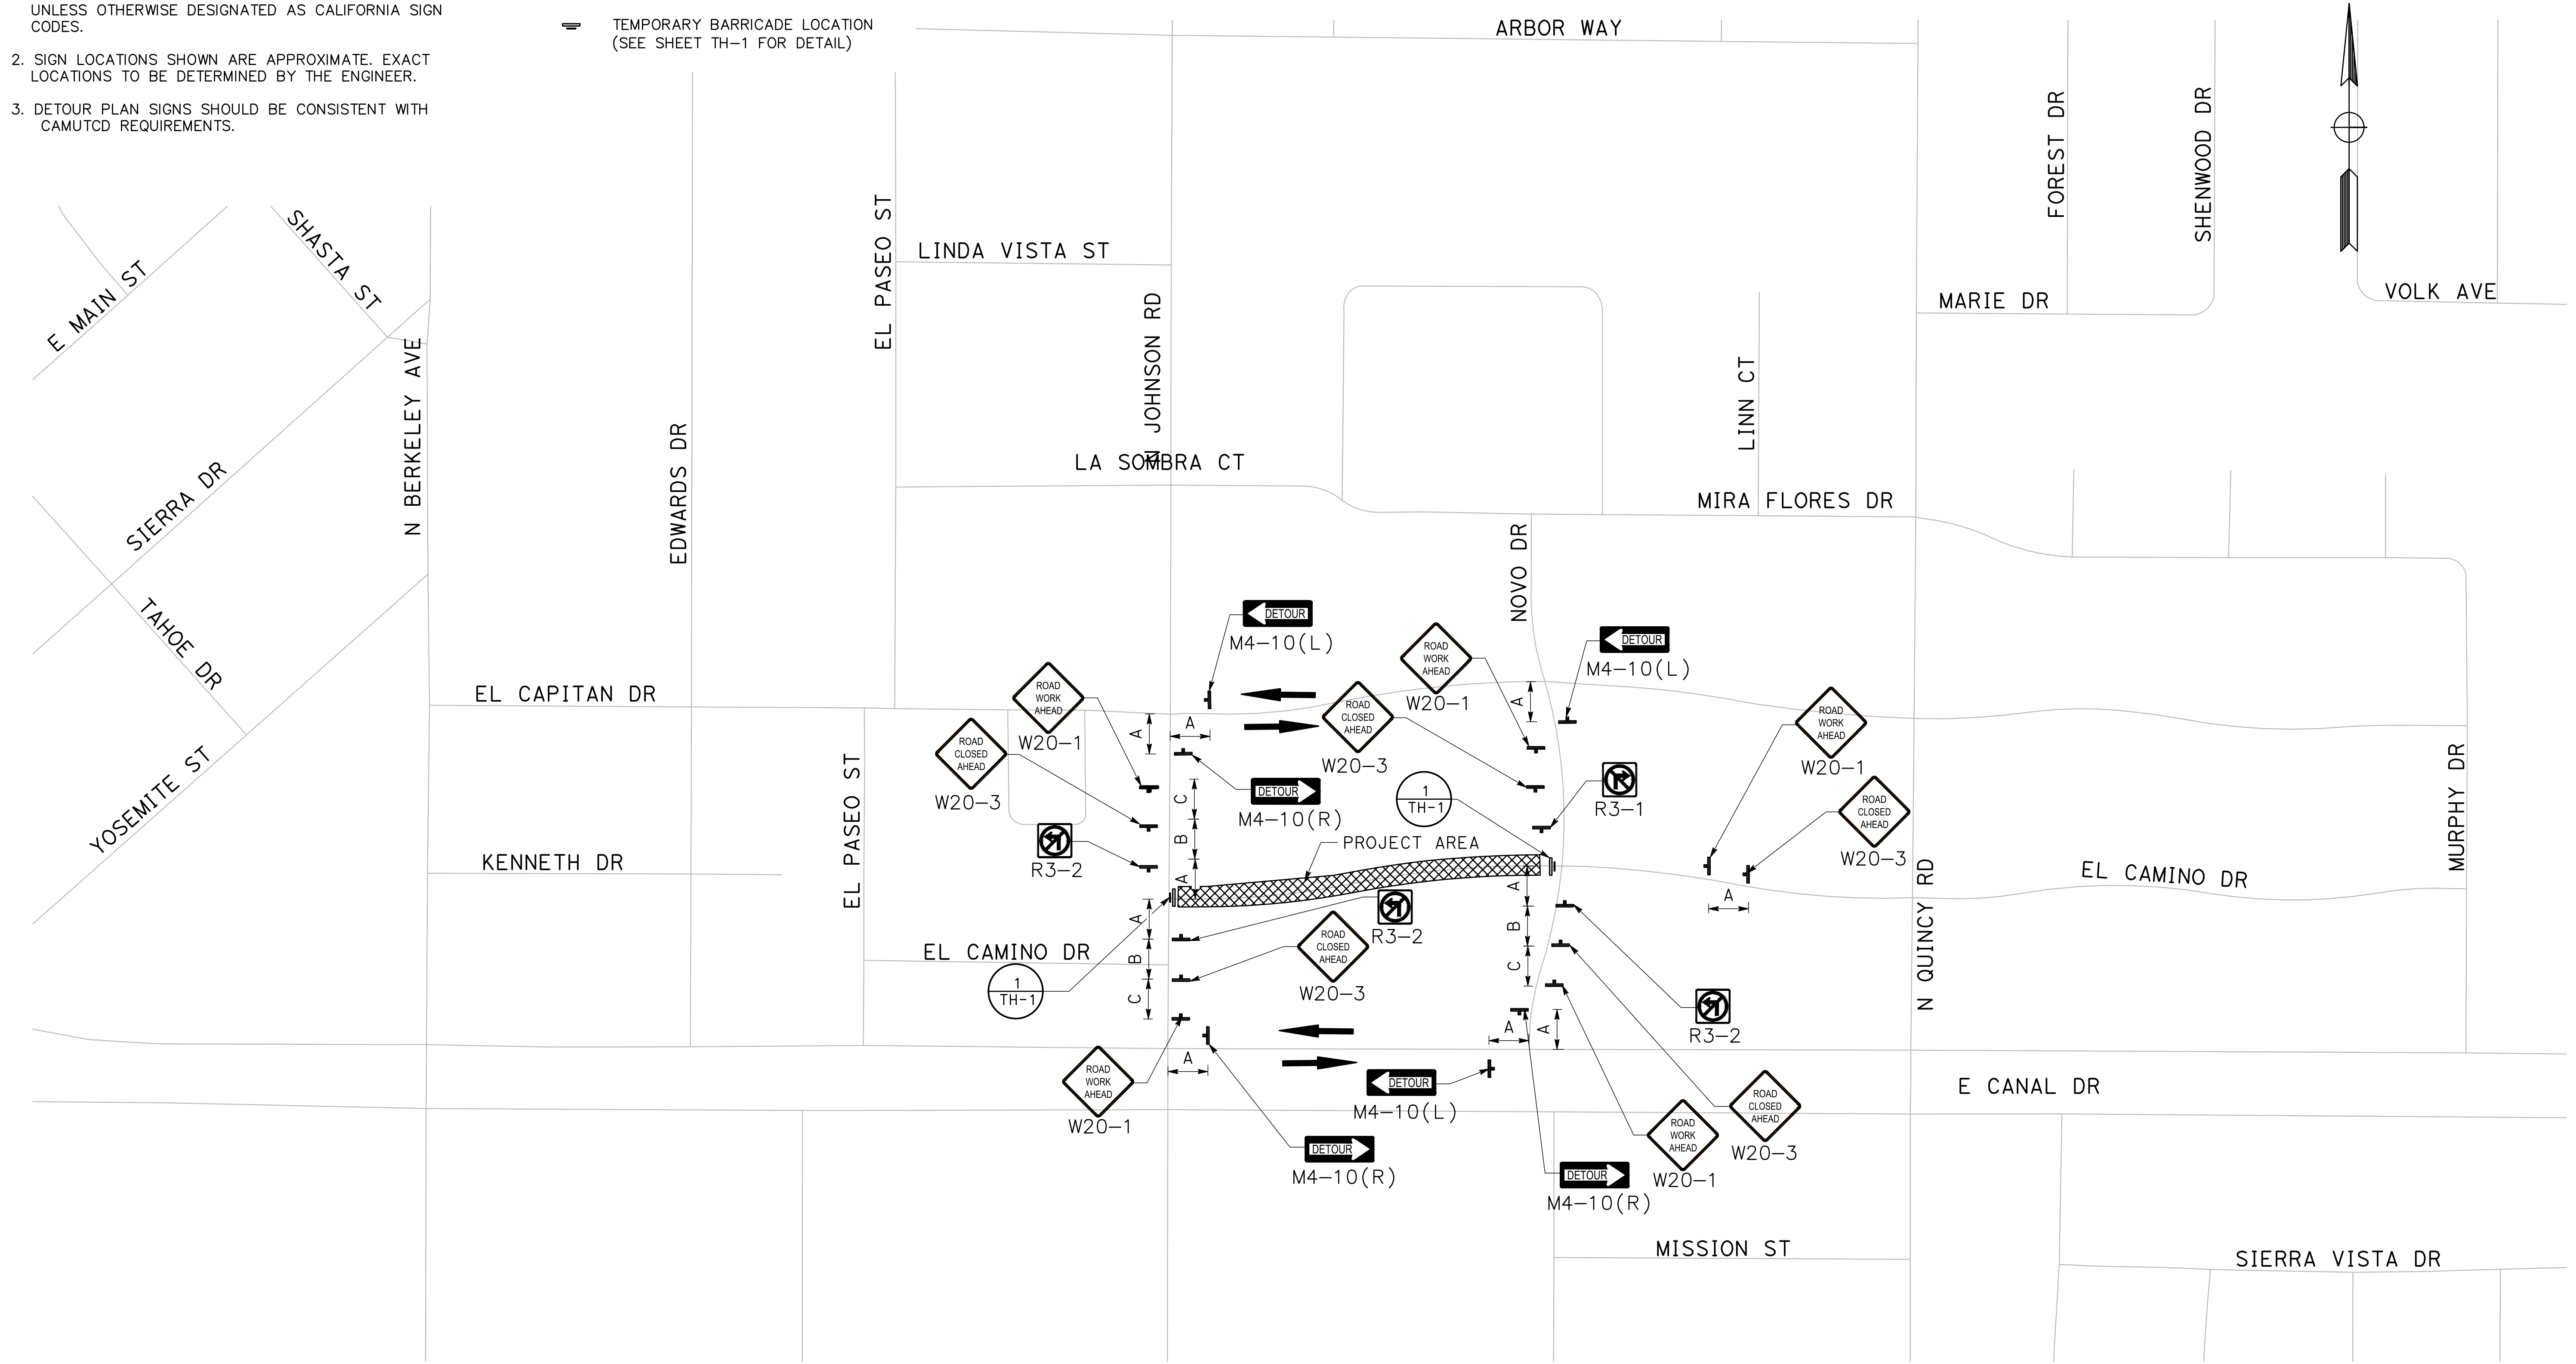 UNLESS OTHERWISE DESIGNATED AS CALIFORNIA SIGN
CODES.
2. SIGN LOCATIONS SHOWN ARE APPROXIMATE. EXACT
LOCATIONS TO BE DETERMINED BY THE ENGINEER.
3. DETOUR PLAN SIGNS SHOULD BE CONSISTENT WITH
CAMUTCD REQUIREMENTS.
TEMPORARY BARRICADE LOCATION
(SEE SHEET TH-1 FOR DETAIL)
ARBOR WAY
FOREST DR
SHENWOOD DR
E MAIN ST
SHASTA ST
EL PASEO ST
LINDA VISTA ST
N JOHNSON RD
MARIE DR
VOLK AVE
N BERKELEY AVE
EDWARDS DR
LINN CT
LA SOMBRA CT
SIERRA DR
MIRA FLORES DR
NOVO DR
TAHOE DR
DETOUR
M4-10(L)
DETOUR
M4-10(L)
ROAD
WORK
AHEAD
W20-1
ROAD
WORK
AHEAD
W20-1
EL CAPITAN DR
ROAD
CLOSED
AHEAD
W20-3
ROAD
CLOSED
AHEAD
W20-3
ROAD
WORK
AHEAD
W20-1
A
A
A
YOSEMITE ST
EL PASEO ST
DETOUR
M4-10(R)
1
TH-1
R3-1
ROAD
CLOSED
AHEAD
W20-3
MURPHY DR
C
B
A
R3-2
PROJECT AREA
KENNETH DR
A
B
C
A
B
C
R3-2
A
EL CAMINO DR
N QUINCY RD
EL CAMINO DR
ROAD
CLOSED
AHEAD
W20-3
1
TH-1
R3-2
A
A
A
ROAD
WORK
AHEAD
W20-1
DETOUR
M4-10(L)
E CANAL DR
ROAD
CLOSED
AHEAD
W20-3
ROAD
WORK
AHEAD
W20-1
DETOUR
M4-10(R)
DETOUR
M4-10(R)
MISSION ST
SIERRA VISTA DR